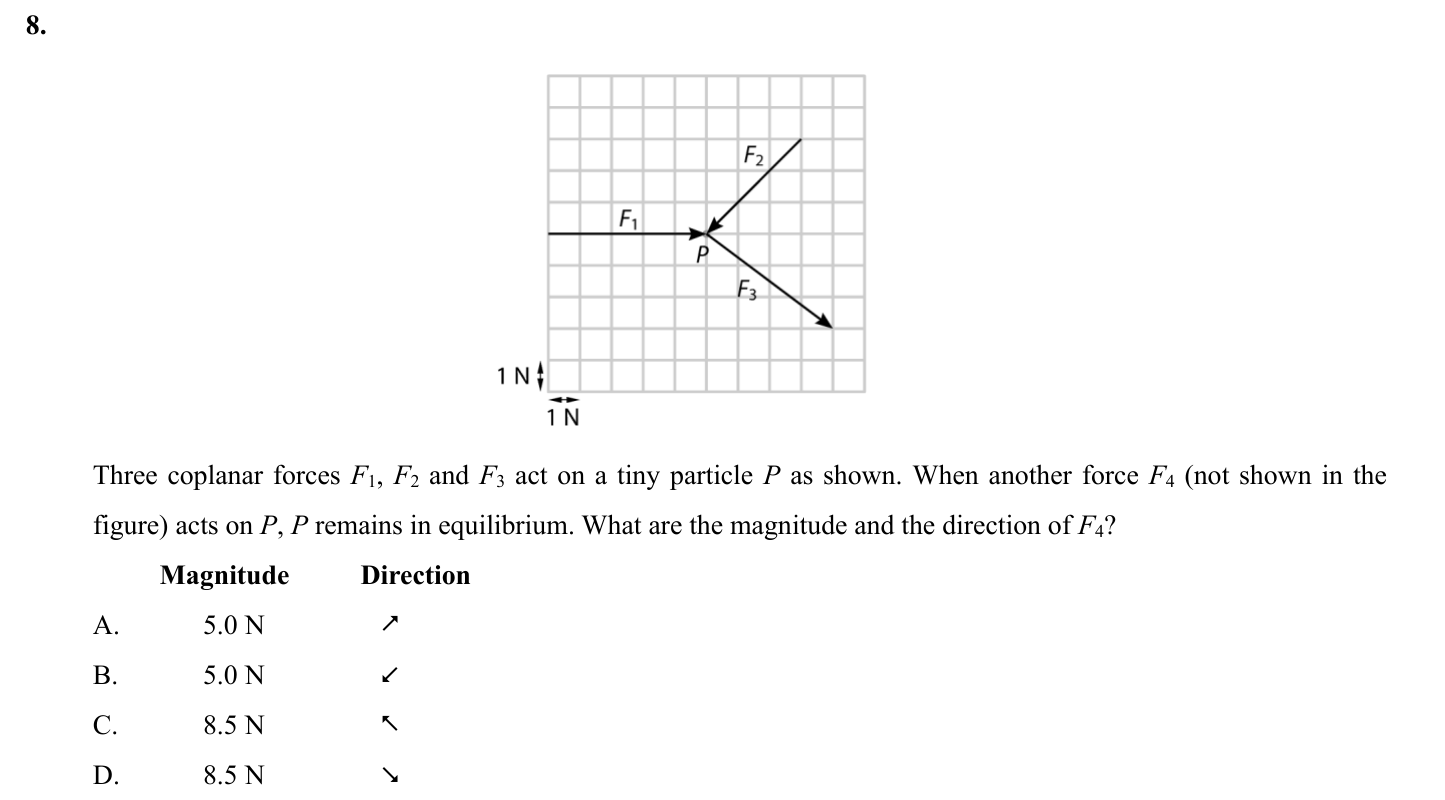 8.
F₂
F₁
P
F₃
1 N
1 N
Three coplanar forces F₁, F₂ and F₃ act on a tiny particle P as shown. When another force F₄ (not shown in the
figure) acts on P, P remains in equilibrium. What are the magnitude and the direction of F₄?
Magnitude Direction
A. 5.0 N ↗
B. 5.0 N ↙
C. 8.5 N ↖
D. 8.5 N ↘